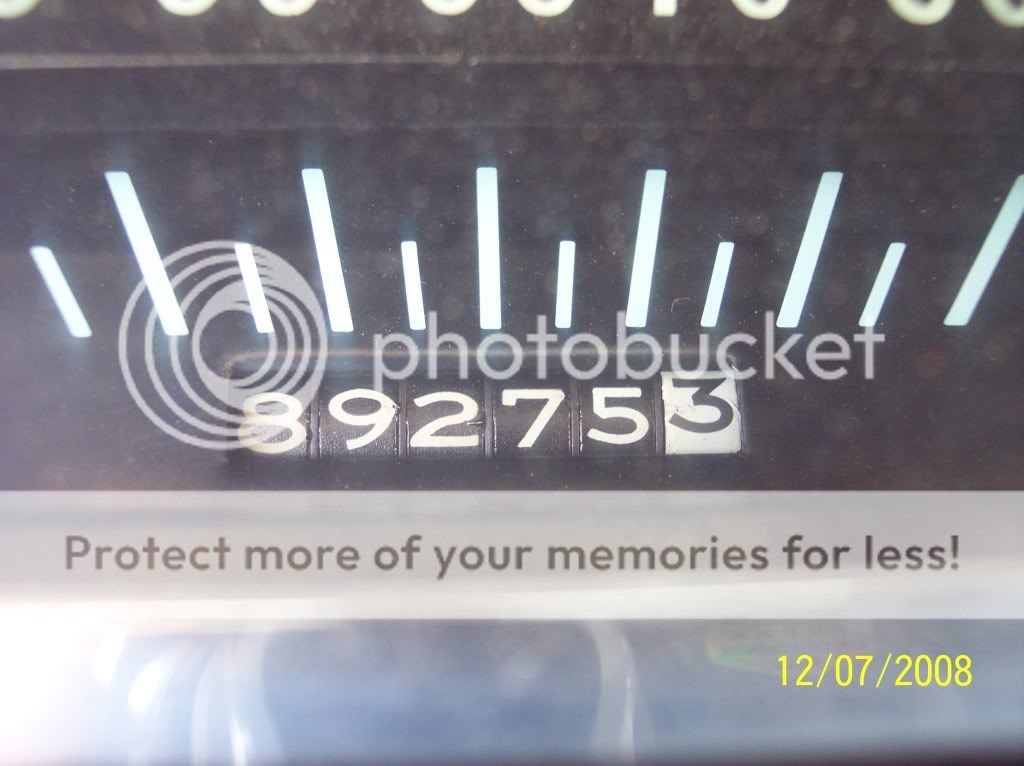 photobucket
892753
Protect more of your memories for less!
12/07/2008